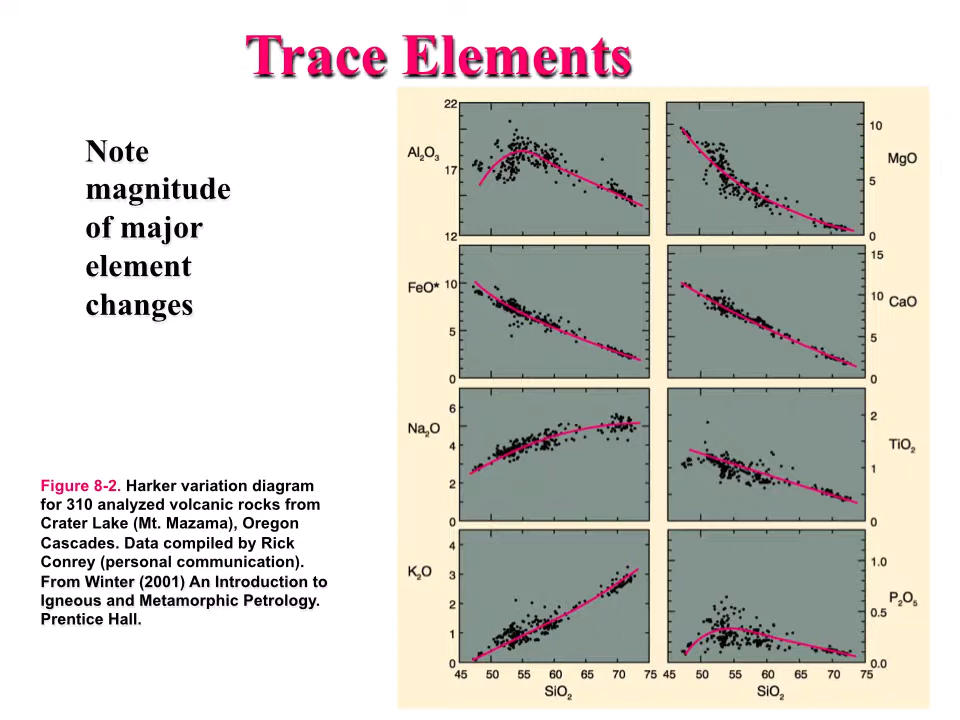 Trace Elements
Note
magnitude
of major
element
changes
Figure 8-2. Harker variation diagram
for 310 analyzed volcanic rocks from
Crater Lake (Mt. Mazama), Oregon
Cascades. Data compiled by Rick
Conrey (personal communication).
From Winter (2001) An Introduction to
Igneous and Metamorphic Petrology.
Prentice Hall.
22
Al₂O₃
17
12
10
MgO
5
0
FeO*
10
5
0
15
10
CaO
5
0
6
Na₂O
4
2
0
2
TiO₂
1
0
4
K₂O
3
2
1
0
1.0
P₂O₅
0.5
0.0
45 50 55 60 65 70 75
SiO₂
50 55 60 65 70 75
SiO₂